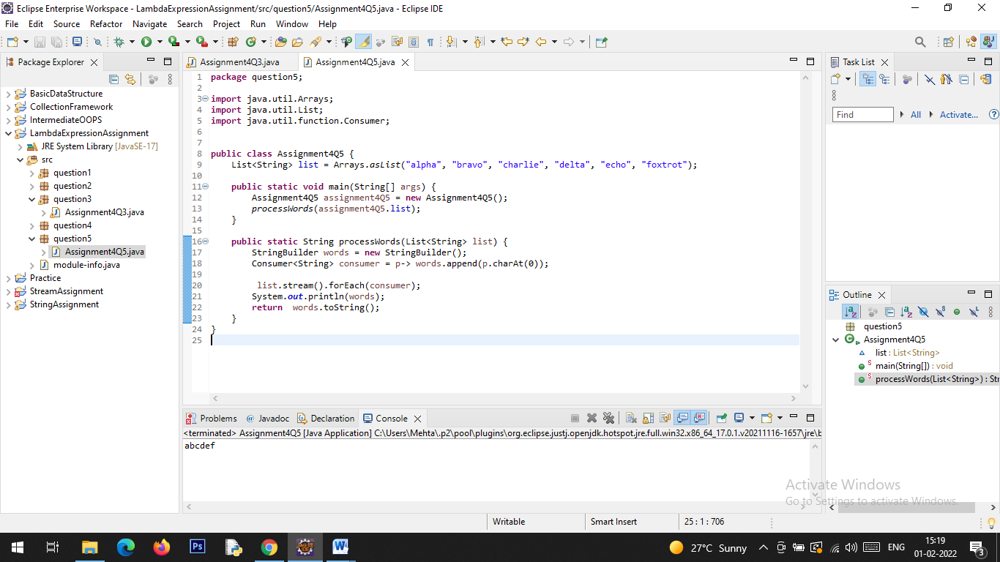 Eclipse Enterprise Workspace - LambdaExpressionAssignment/src/question5/Assignment4Q5.java - Eclipse IDE
File Edit Source Refactor Navigate Search Project Run Window Help
Package Explorer
BasicDataStructure
CollectionFramework
IntermediateOOPS
LambdaExpressionAssignment
JRE System Library [JavaSE-17]
src
question1
question2
question3
Assignment4Q3.java
question4
question5
Assignment4Q5.java
module-info.java
Practice
StreamAssignment
StringAssignment
Assignment4Q3.java Assignment4Q5.java
1 package question5;
2
3 import java.util.Arrays;
4 import java.util.List;
5 import java.util.function.Consumer;
6
7
8 public class Assignment4Q5 {
9 List<String> list = Arrays.asList("alpha", "bravo", "charlie", "delta", "echo", "foxtrot");
10
11 public static void main(String[] args) {
12 Assignment4Q5 assignment4Q5 = new Assignment4Q5();
13 processWords(assignment4Q5.list);
14 }
15
16 public static String processWords(List<String> list) {
17 StringBuilder words = new StringBuilder();
18 Consumer<String> consumer = p-> words.append(p.charAt(0));
19
20 list.stream().forEach(consumer);
21 System.out.println(words);
22 return  words.toString();
23 }
24 }
25
Problems @ Javadoc Declaration Console
<terminated> Assignment4Q5 [Java Application] C:\Users\Mehta\.p2\pool\plugins\org.eclipse.justj.openjdk.hotspot.jre.full.win32.x86_64_17.0.1.v20211116-1657\jre\b
abcdef
Task List
Find All Activate...
Outline
question5
Assignment4Q5
list : List<String>
main(String[]) : void
processWords(List<String>) : Str
Activate Windows
Go to Settings to activate Windows.
Writable Smart Insert 25 : 1 : 706
27°C Sunny ENG 15:19
01-02-2022
3